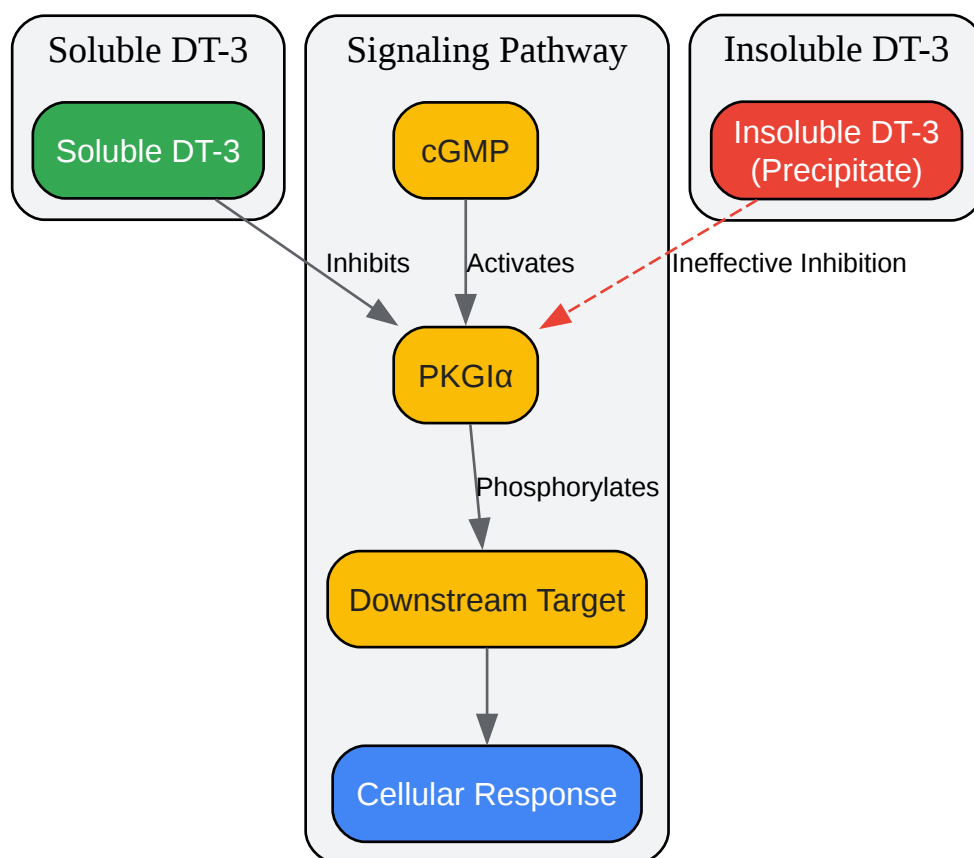 Soluble DT-3
Signaling Pathway
Insoluble DT-3
Soluble DT-3
cGMP
Insoluble DT-3
(Precipitate)
Inhibits
Activates
Ineffective Inhibition
PKGIα
Phosphorylates
Downstream Target
Cellular Response